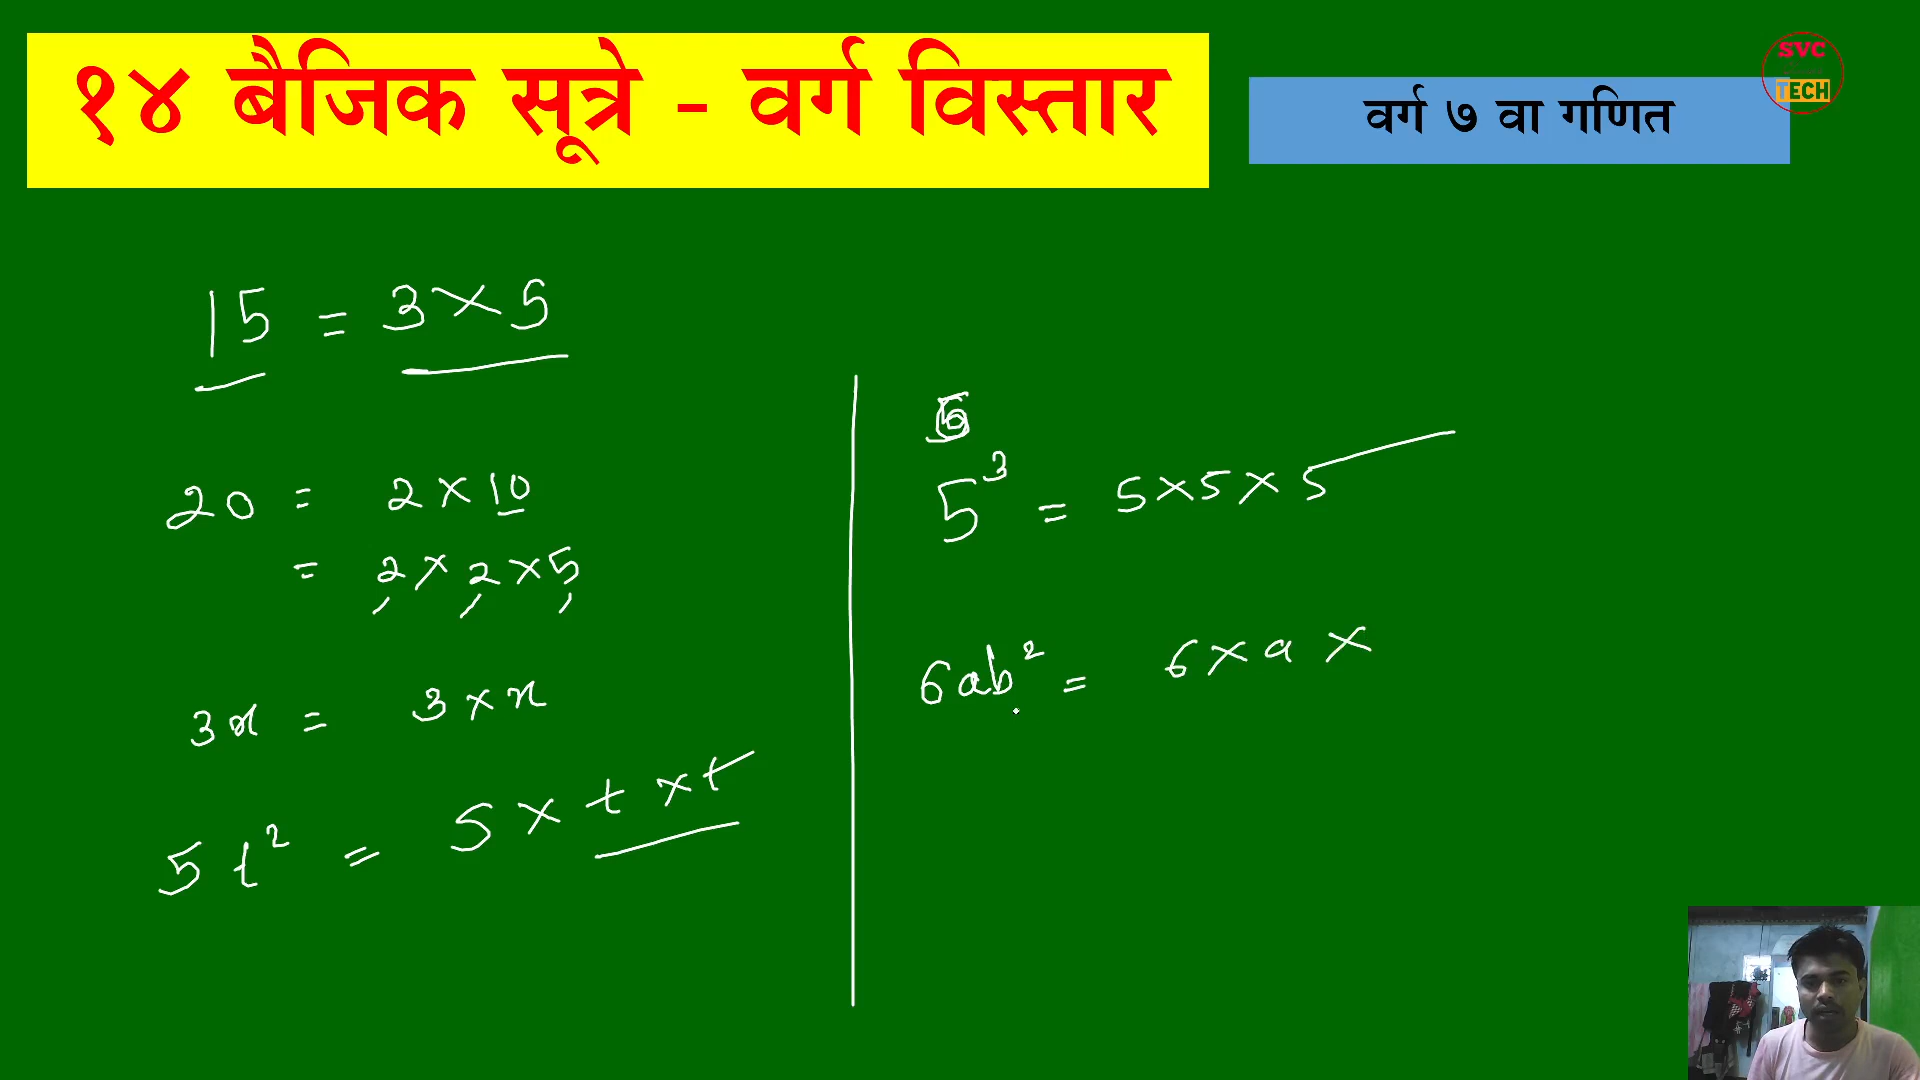 १४ बैजिक सूत्रे - वर्ग विस्तार
वर्ग ७ वा गणित
SVC
TECH
15 = 3 × 5
20 = 2 × 10
= 2 × 2 × 5
3x = 3 × x
5t² = 5 × t × t
5³ = 5 × 5 × 5
6ab² = 6 × a ×